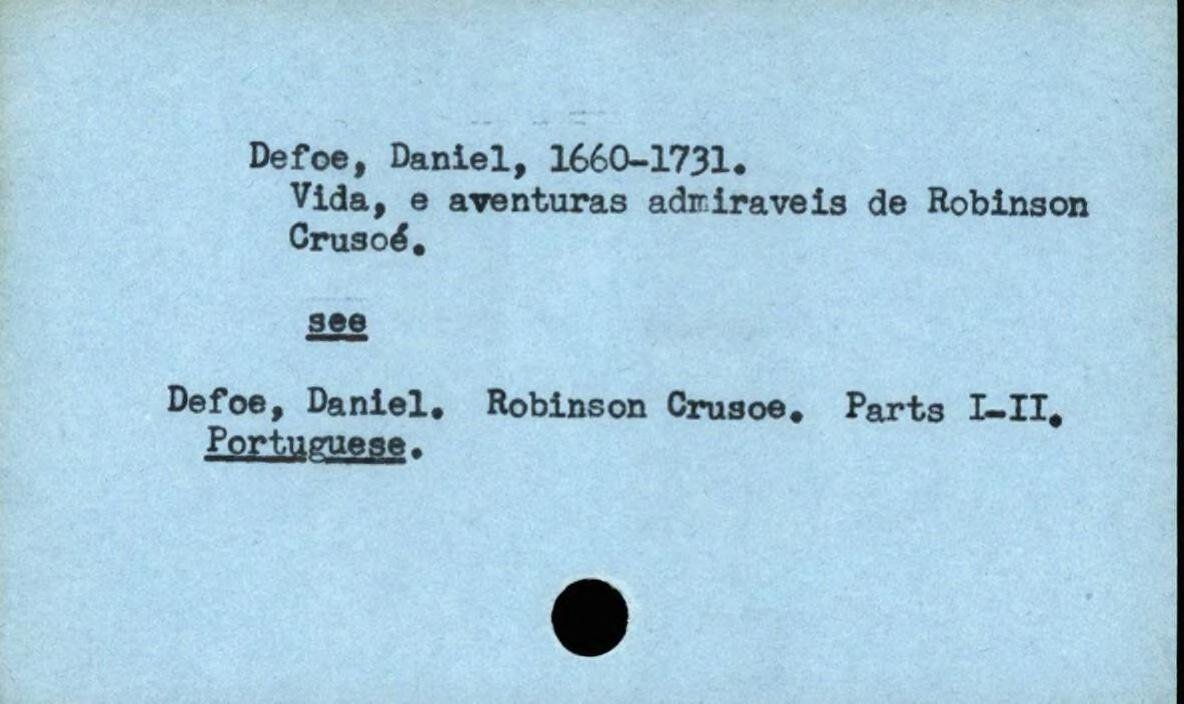 Defoe, Daniel, 1660-1731.
Vida, e aventuras admiraveis de Robinson
Crusoé.
see
Defoe, Daniel. Robinson Crusoe. Parts I-II.
Portuguese.